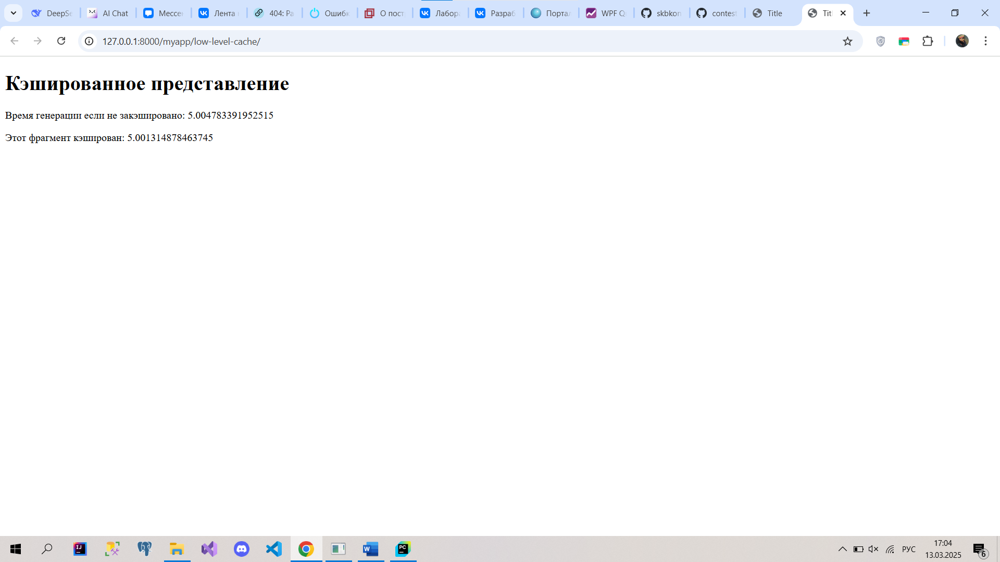 DeepSe
AI Chat
Мессе
Лента
404: Pa
Ошибк
О пост
Лабора
Разраб
Портал
WPF Q
skbkon
contest
Title
Titl
127.0.0.1:8000/myapp/low-level-cache/
Кэшированное представление
Время генерации если не закэшировано: 5.004783391952515
Этот фрагмент кэширован: 5.001314878463745
РУС
17:04
13.03.2025
6